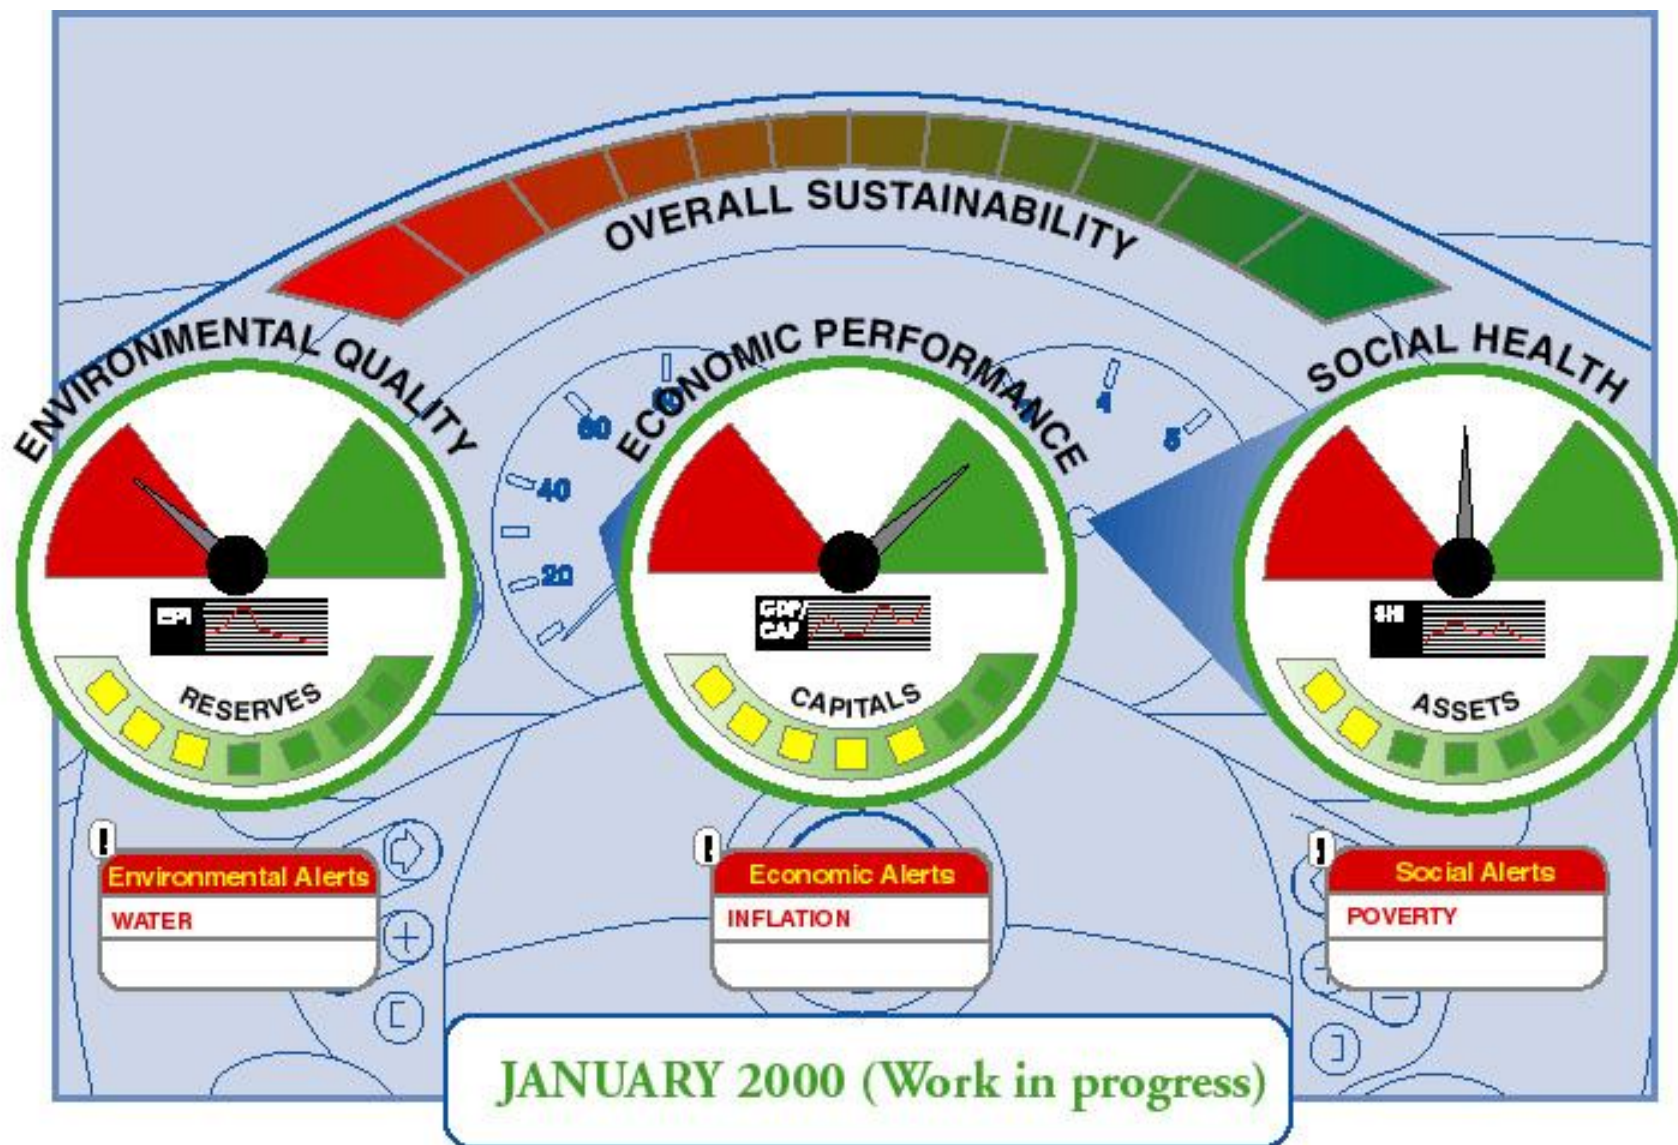 OVERALL SUSTAINABILITY
ENVIRONMENTAL QUALITY
ECONOMIC PERFORMANCE
SOCIAL HEALTH
60
4
5
40
20
EPI
GDP/
CAP
SHI
RESERVES
CAPITALS
ASSETS
!
!
!
Environmental Alerts
Economic Alerts
Social Alerts
WATER
INFLATION
POVERTY
JANUARY 2000 (Work in progress)